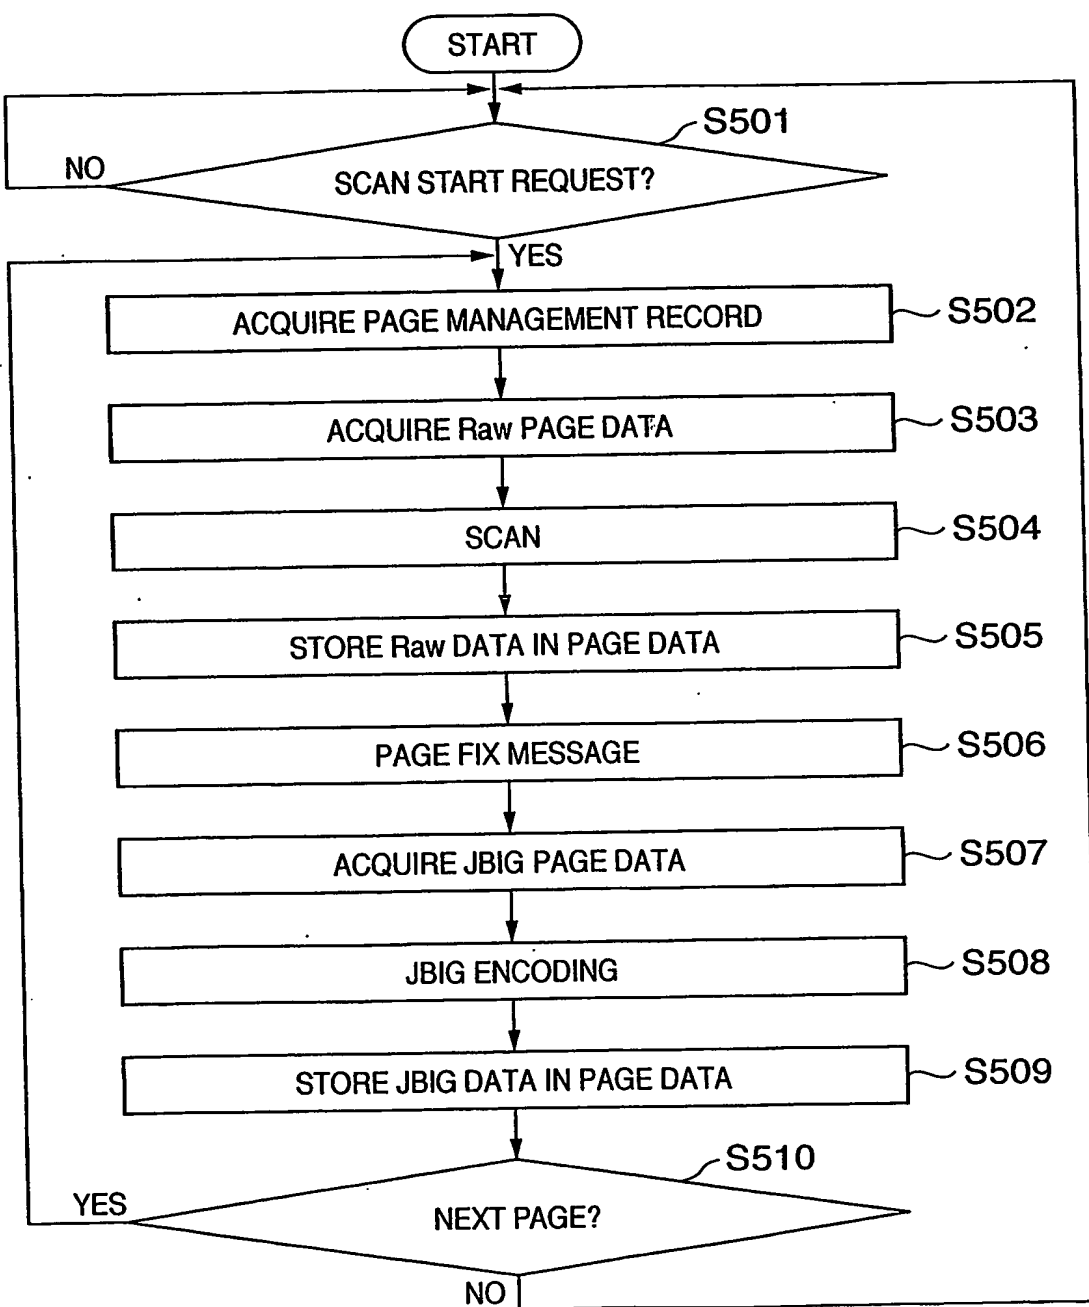 START
S501
NO
SCAN START REQUEST?
YES
ACQUIRE PAGE MANAGEMENT RECORD
S502
ACQUIRE Raw PAGE DATA
S503
SCAN
S504
STORE Raw DATA IN PAGE DATA
S505
PAGE FIX MESSAGE
S506
ACQUIRE JBIG PAGE DATA
S507
JBIG ENCODING
S508
STORE JBIG DATA IN PAGE DATA
S509
S510
YES
NEXT PAGE?
NO